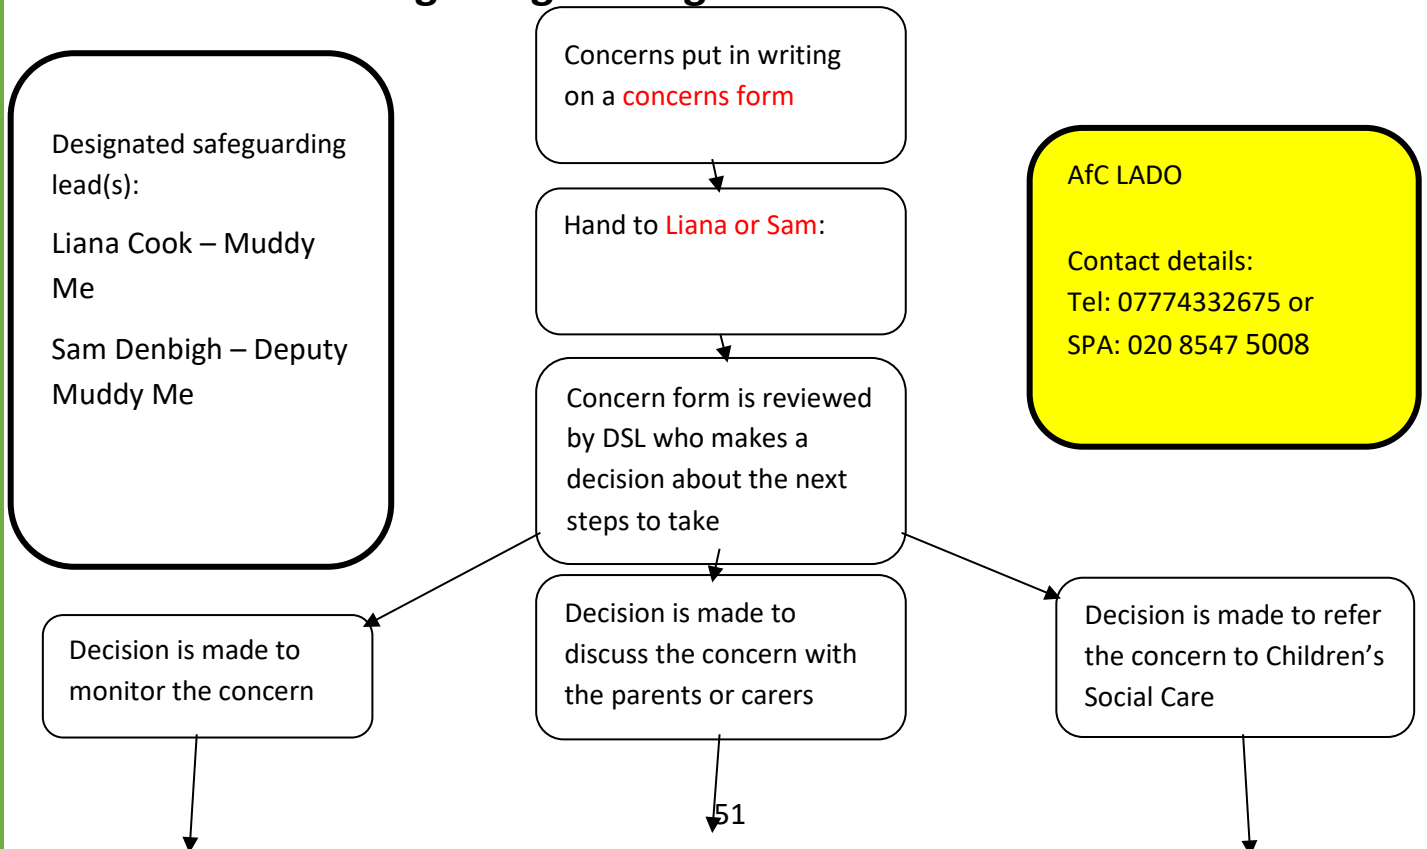 Concerns put in writing
on a concerns form
Designated safeguarding
lead(s):
Liana Cook – Muddy
Me
Sam Denbigh – Deputy
Muddy Me
AfC LADO
Contact details:
Tel: 07774332675 or
SPA: 020 8547 5008
Hand to Liana or Sam:
Concern form is reviewed
by DSL who makes a
decision about the next
steps to take
Decision is made to
monitor the concern
Decision is made to
discuss the concern with
the parents or carers
Decision is made to refer
the concern to Children’s
Social Care
51